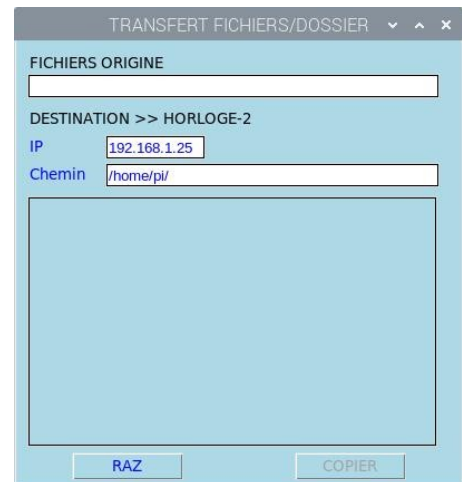 TRANSFERT FICHIERS/DOSSIER
FICHIERS ORIGINE
DESTINATION >> HORLOGE-2
IP 192.168.1.25
Chemin /home/pi/
RAZ COPIER